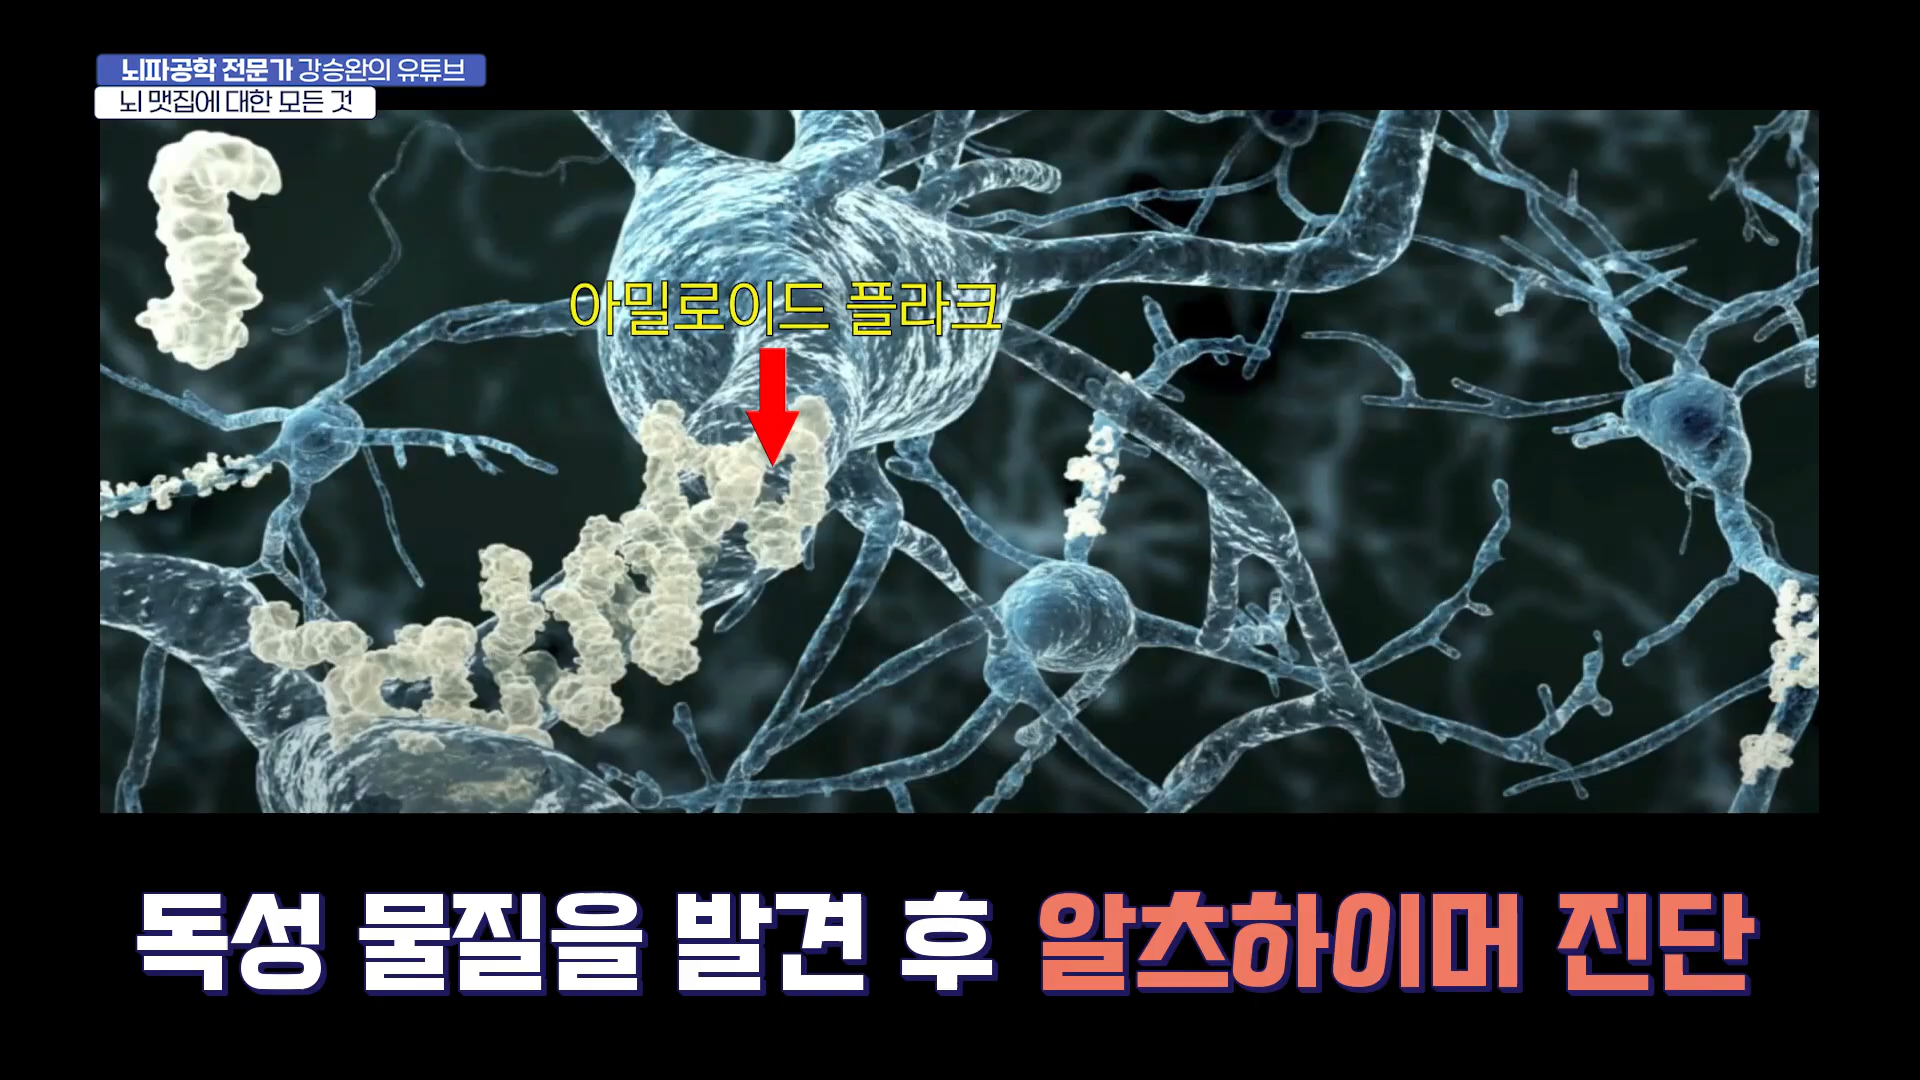 뇌파공학 전문가 강승완의 유튜브
뇌 맷집에 대한 모든 것
아밀로이드 플라크
독성 물질을 발견 후 알츠하이머 진단